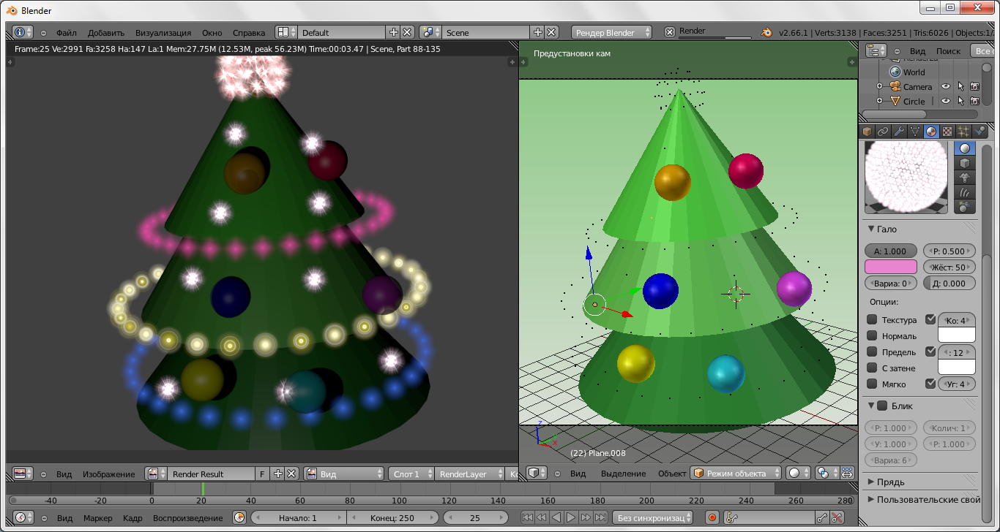 Blender
Файл Добавить Визуализация Окно Справка Default Scene Рендер Blender Render v2.66.1 | Verts:3138 | Faces:3251 | Tris:6026 | Objects:1/
Frame:25 Ve:2991 Fa:3258 Ha:147 La:1 Mem:27.75M (12.53M, peak 56.23M) Time:00:03.47 | Scene, Part 88-135
Предустановки кам
Вид Поиск Все с
World
Camera
Circle
Гало
A: 1.000 Р: 0.500
Жёст: 50
Вариа: 0 Д: 0.000
Опции:
Текстура Ко: 4
Нормаль
Предель : 12
С затене
Мягко Уг: 4
Блик
Р: 1.000 Колич: 1
У: 1.000 Р: 1.000
Вариа: 6
Прядь
Пользовательские свой
z
x
(22) Plane.008
Вид Изображение Render Result F Вид Слот 1 RenderLayer Ко
Вид Выделение Объект Режим объекта
-40 -20 0 20 40 60 80 100 120 140 160 180 200 220 240 260 280
Вид Маркер Кадр Воспроизведение Начало: 1 Конец: 250 25 Без синхронизац